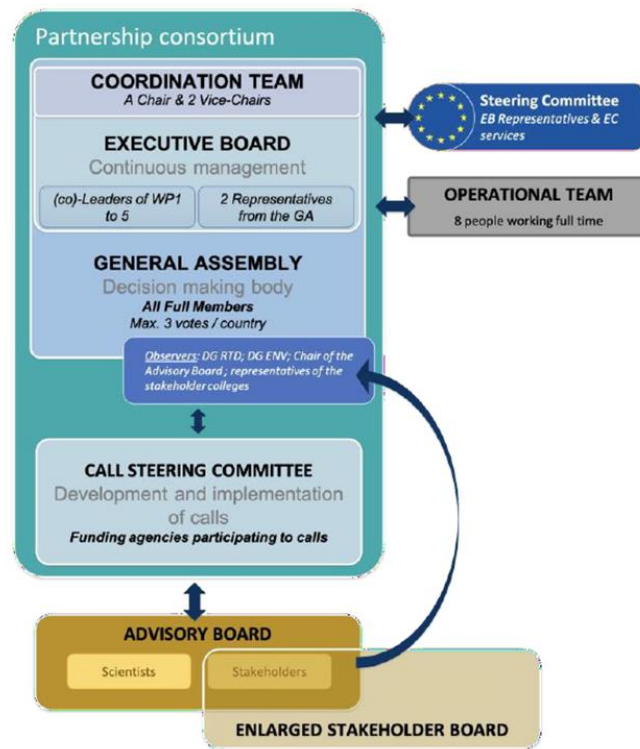 Partnership consortium
COORDINATION TEAM
A Chair & 2 Vice-Chairs
EXECUTIVE BOARD
Continuous management
(co)-Leaders of WP1
to 5
2 Representatives
from the GA
GENERAL ASSEMBLY
Decision making body
All Full Members
Max. 3 votes / country
Observers: DG RTD; DG ENV; Chair of the
Advisory Board ; representatives of the
stakeholder colleges
CALL STEERING COMMITTEE
Development and implementation
of calls
Funding agencies participating to calls
Steering Committee
EB Representatives & EC
services
OPERATIONAL TEAM
8 people working full time
ADVISORY BOARD
Scientists
Stakeholders
ENLARGED STAKEHOLDER BOARD